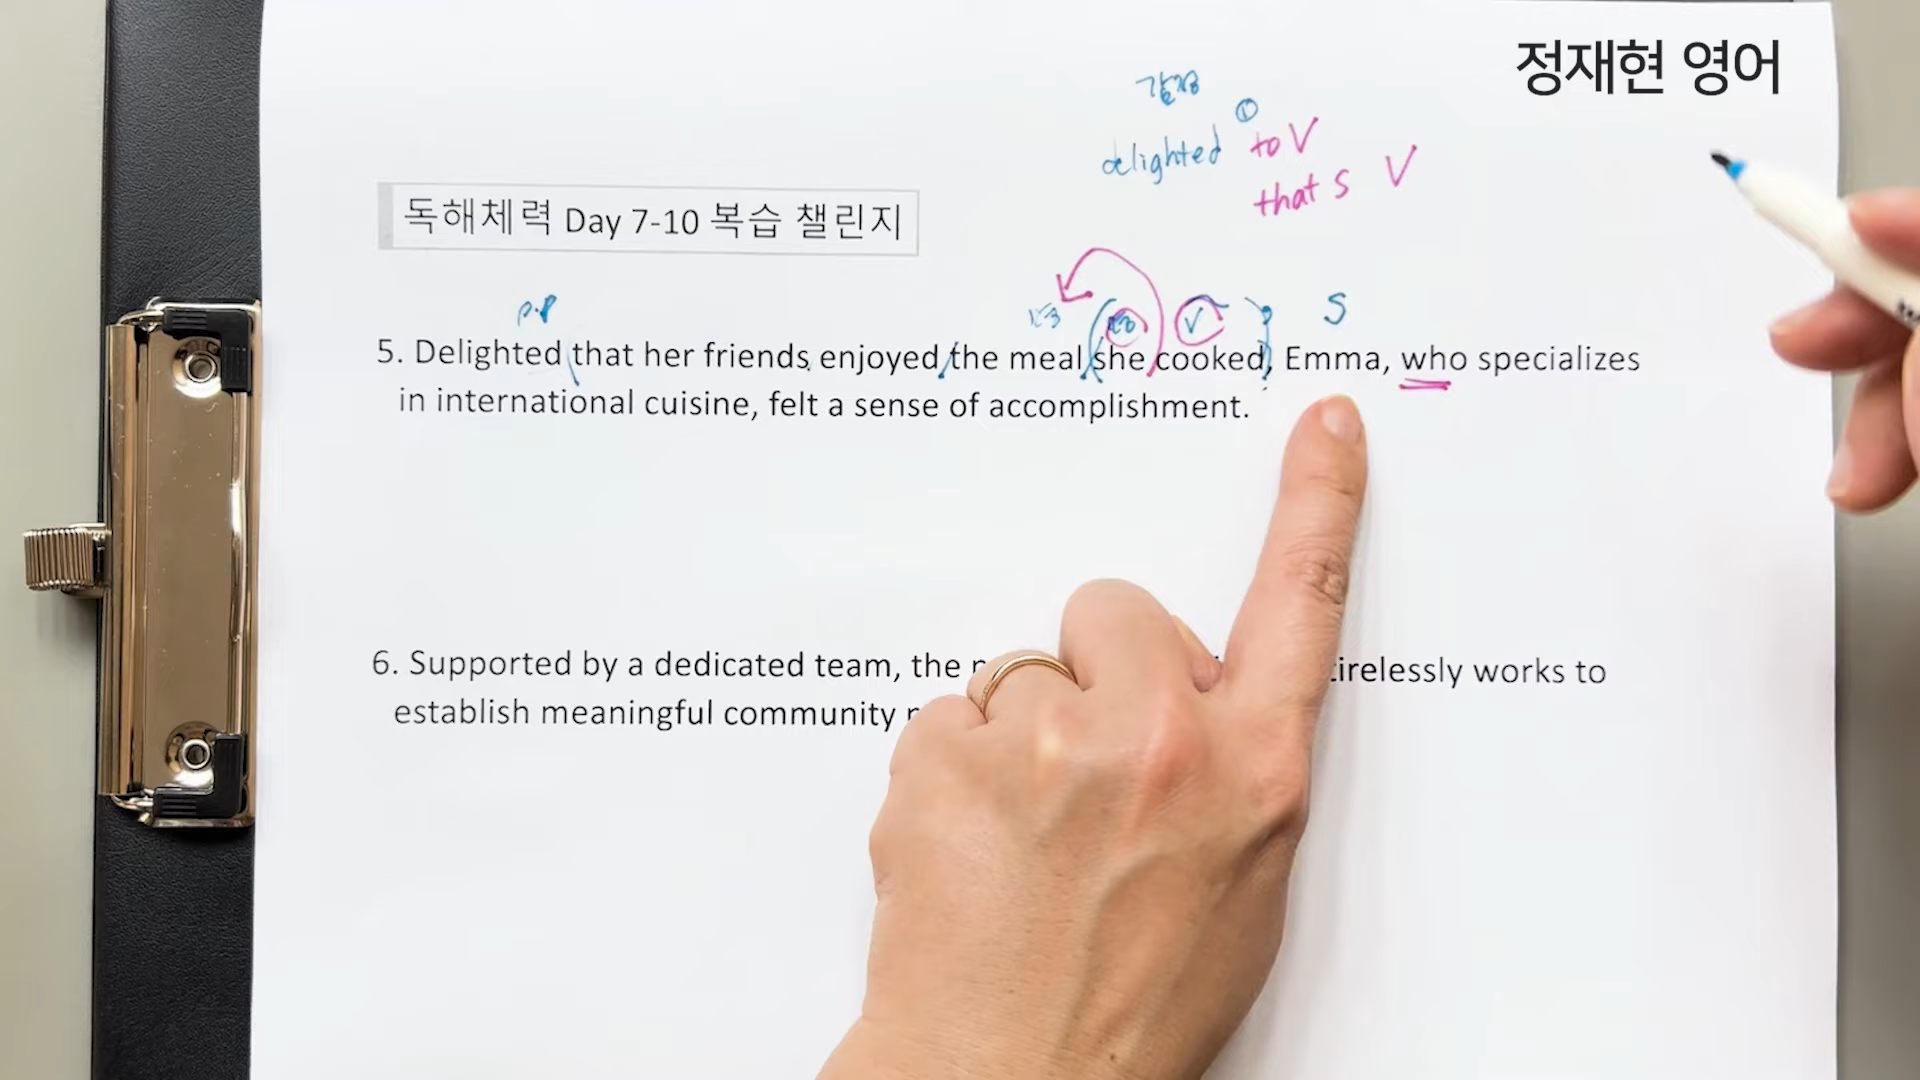 정재현 영어
감정
delighted ① to V
that S V
독해체력 Day 7-10 복습 챌린지
p.p S
5. Delighted that her friends enjoyed the meal she cooked, Emma, who specializes
in international cuisine, felt a sense of accomplishment.
6. Supported by a dedicated team, the tirelessly works to
establish meaningful community